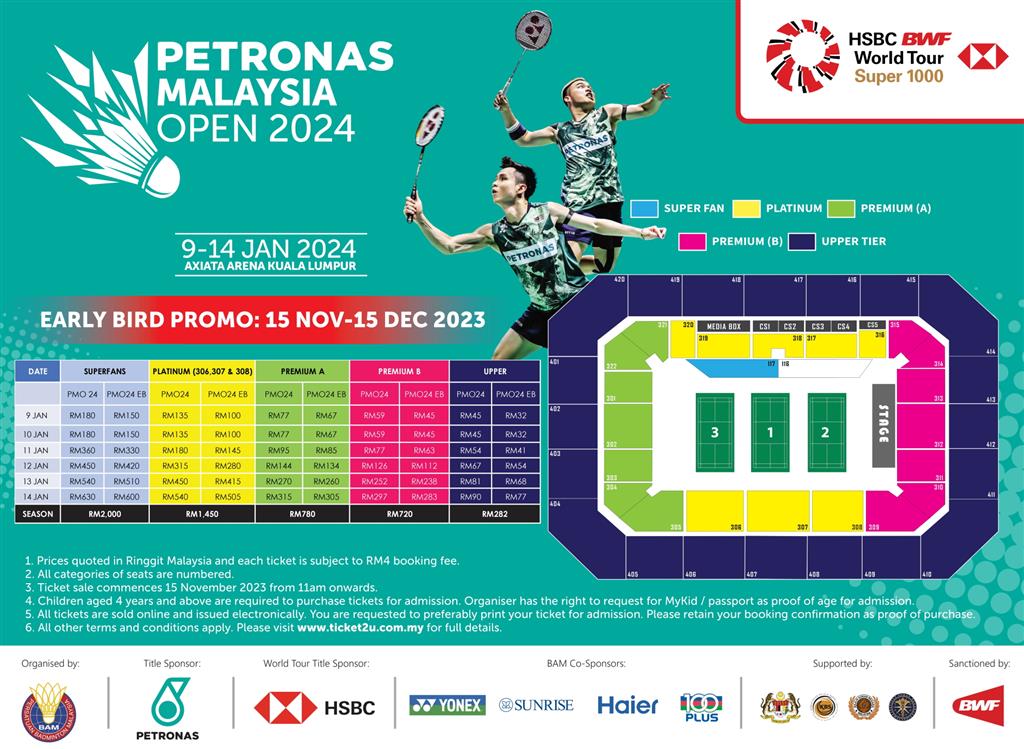 PETRONAS
MALAYSIA
OPEN 2024
HSBC BWF
World Tour
Super 1000
9-14 JAN 2024
AXIATA ARENA KUALA LUMPUR
PETRONAS
PETRONAS
SUPER FAN PLATINUM PREMIUM (A)
PREMIUM (B) UPPER TIER
EARLY BIRD PROMO: 15 NOV-15 DEC 2023
DATE SUPERFANS PLATINUM (306,307 & 308) PREMIUM A PREMIUM B UPPER
PMO 24 PMO24 EB PMO24 PMO24 EB PMO24 PMO24 EB PMO24 PMO24 EB PMO24 PMO24 EB
9 JAN RM180 RM150 RM135 RM100 RM77 RM67 RM59 RM45 RM45 RM32
10 JAN RM180 RM150 RM135 RM100 RM77 RM67 RM59 RM45 RM45 RM32
11 JAN RM360 RM330 RM180 RM145 RM95 RM85 RM77 RM63 RM54 RM41
12 JAN RM450 RM420 RM315 RM280 RM144 RM134 RM126 RM112 RM67 RM54
13 JAN RM540 RM510 RM450 RM415 RM270 RM260 RM252 RM238 RM81 RM68
14 JAN RM630 RM600 RM540 RM505 RM315 RM305 RM297 RM283 RM90 RM77
SEASON RM2,000 RM1,450 RM780 RM720 RM282
420 419 418 417 416 415
321 320 MEDIA BOX CS1 CS2 CS3 CS4 CS5 315
319 318 317 316
401 322 117 116 314 414
301 313
402 413
3 1 2 STAGE
403 302 312 412
303 311
404 304 310 411
305 306 307 308 309
405 406 407 408 409 410
1. Prices quoted in Ringgit Malaysia and each ticket is subject to RM4 booking fee.
2. All categories of seats are numbered.
3. Ticket sale commences 15 November 2023 from 11am onwards.
4. Children aged 4 years and above are required to purchase tickets for admission. Organiser has the right to request for MyKid / passport as proof of age for admission.
5. All tickets are sold online and issued electronically. You are requested to preferably print your ticket for admission. Please retain your booking confirmation as proof of purchase.
6. All other terms and conditions apply. Please visit www.ticket2u.com.my for full details.
Organised by: Title Sponsor: World Tour Title Sponsor: BAM Co-Sponsors: Supported by: Sanctioned by:
PERSATUAN BADMINTON MALAYSIA
BAM
PETRONAS
HSBC
YONEX
SUNRISE
Haier
100
PLUS
KBS
BWF